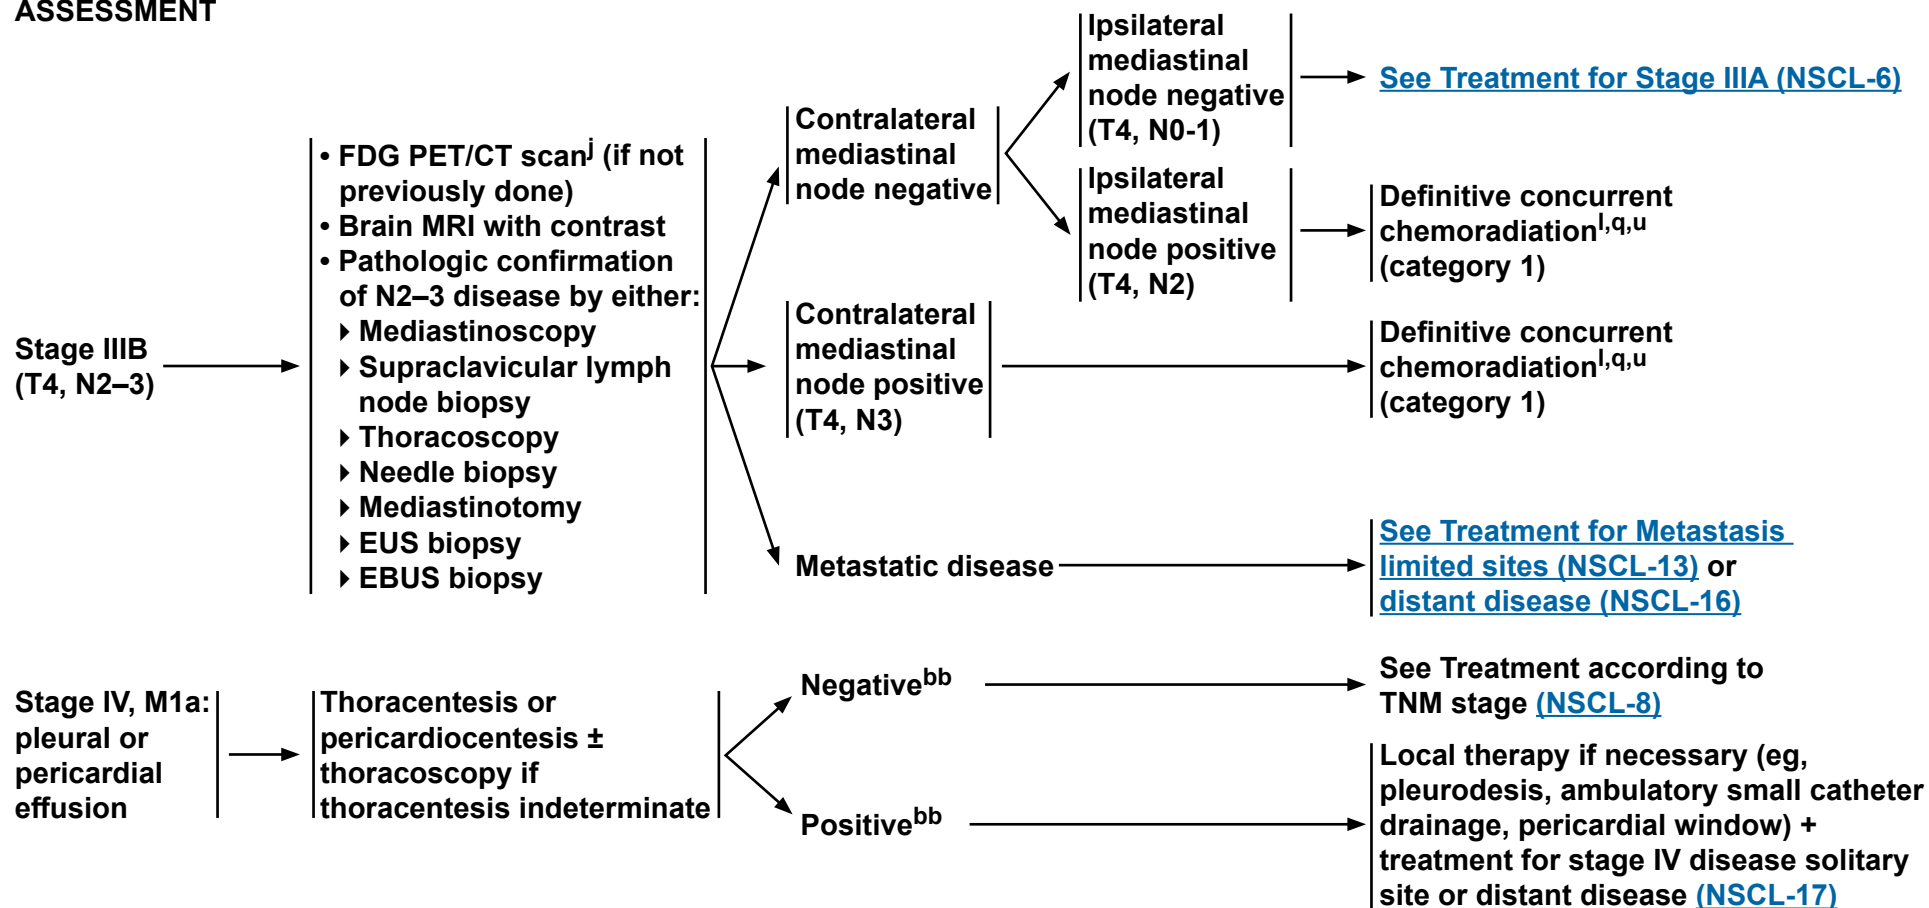 ASSESSMENT
Stage IIIB
(T4, N2–3)
• FDG PET/CT scanj (if not
previously done)
• Brain MRI with contrast
• Pathologic confirmation
of N2–3 disease by either:
Mediastinoscopy
Supraclavicular lymph
node biopsy
Thoracoscopy
Needle biopsy
Mediastinotomy
EUS biopsy
EBUS biopsy
Contralateral
mediastinal
node negative
Ipsilateral
mediastinal
node negative
(T4, N0-1)
See Treatment for Stage IIIA (NSCL-6)
Ipsilateral
mediastinal
node positive
(T4, N2)
Definitive concurrent
chemoradiationl,q,u
(category 1)
Contralateral
mediastinal
node positive
(T4, N3)
Definitive concurrent
chemoradiationl,q,u
(category 1)
Metastatic disease
See Treatment for Metastasis
limited sites (NSCL-13) or
distant disease (NSCL-16)
Stage IV, M1a:
pleural or
pericardial
effusion
Thoracentesis or
pericardiocentesis ±
thoracoscopy if
thoracentesis indeterminate
Negativebb
See Treatment according to
TNM stage (NSCL-8)
Positivebb
Local therapy if necessary (eg,
pleurodesis, ambulatory small catheter
drainage, pericardial window) +
treatment for stage IV disease solitary
site or distant disease (NSCL-17)